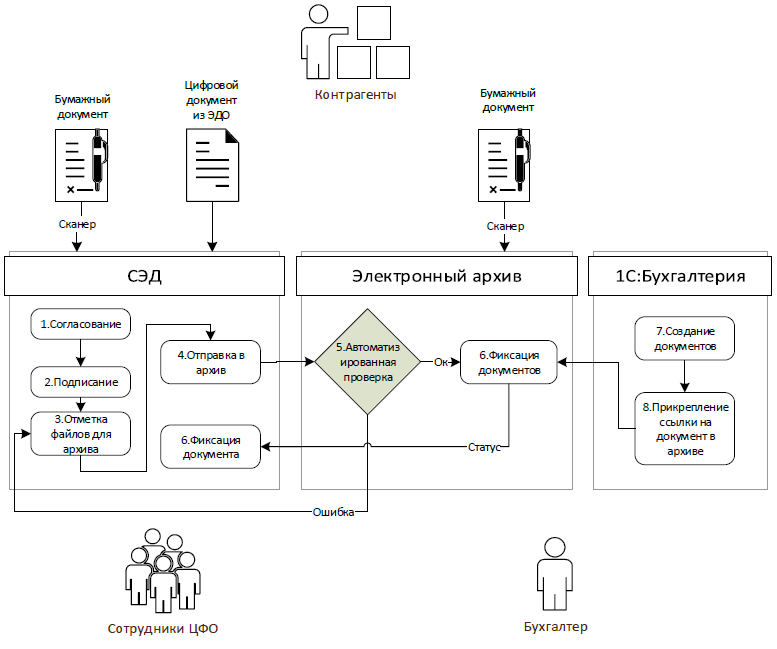 Контрагенты
Бумажный
документ
Цифровой
документ
из ЭДО
Бумажный
документ
Сканер
Сканер
СЭД
Электронный архив
1С:Бухгалтерия
1.Согласование
2.Подписание
3.Отметка
файлов для
архива
4.Отправка в
архив
6.Фиксация
документа
5.Автоматиз
ированная
проверка
Ок
6.Фиксация
документов
Статус
Ошибка
7.Создание
документов
8.Прикрепление
ссылки на
документ в
архиве
Сотрудники ЦФО
Бухгалтер